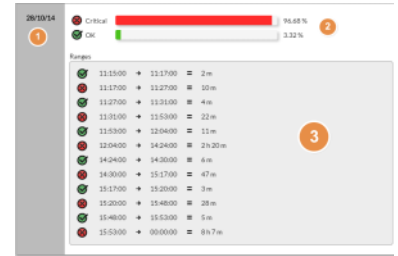 28/10/14
1
Critical 96.68 %
OK 3.32 %
2
Ranges
11:15:00 → 11:17:00 = 2 m
11:17:00 → 11:27:00 = 10 m
11:27:00 → 11:31:00 = 4 m
11:31:00 → 11:53:00 = 22 m
11:53:00 → 12:04:00 = 11 m
12:04:00 → 14:24:00 = 2 h 20 m
14:24:00 → 14:30:00 = 6 m
14:30:00 → 15:17:00 = 47 m
15:17:00 → 15:20:00 = 3 m
15:20:00 → 15:48:00 = 28 m
15:48:00 → 15:53:00 = 5 m
15:53:00 → 00:00:00 = 8 h 7 m
3